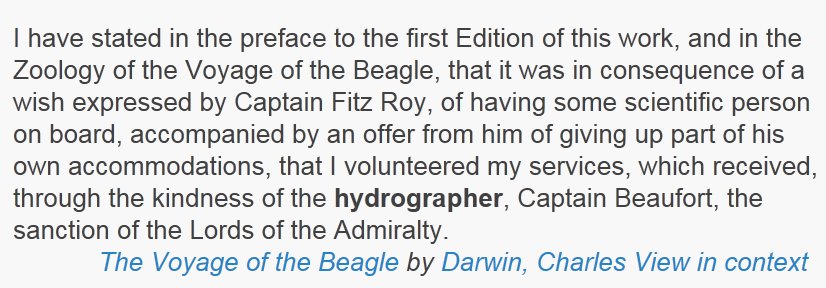 I have stated in the preface to the first Edition of this work, and in the
Zoology of the Voyage of the Beagle, that it was in consequence of a
wish expressed by Captain Fitz Roy, of having some scientific person
on board, accompanied by an offer from him of giving up part of his
own accommodations, that I volunteered my services, which received,
through the kindness of the hydrographer, Captain Beaufort, the
sanction of the Lords of the Admiralty.
The Voyage of the Beagle by Darwin, Charles View in context